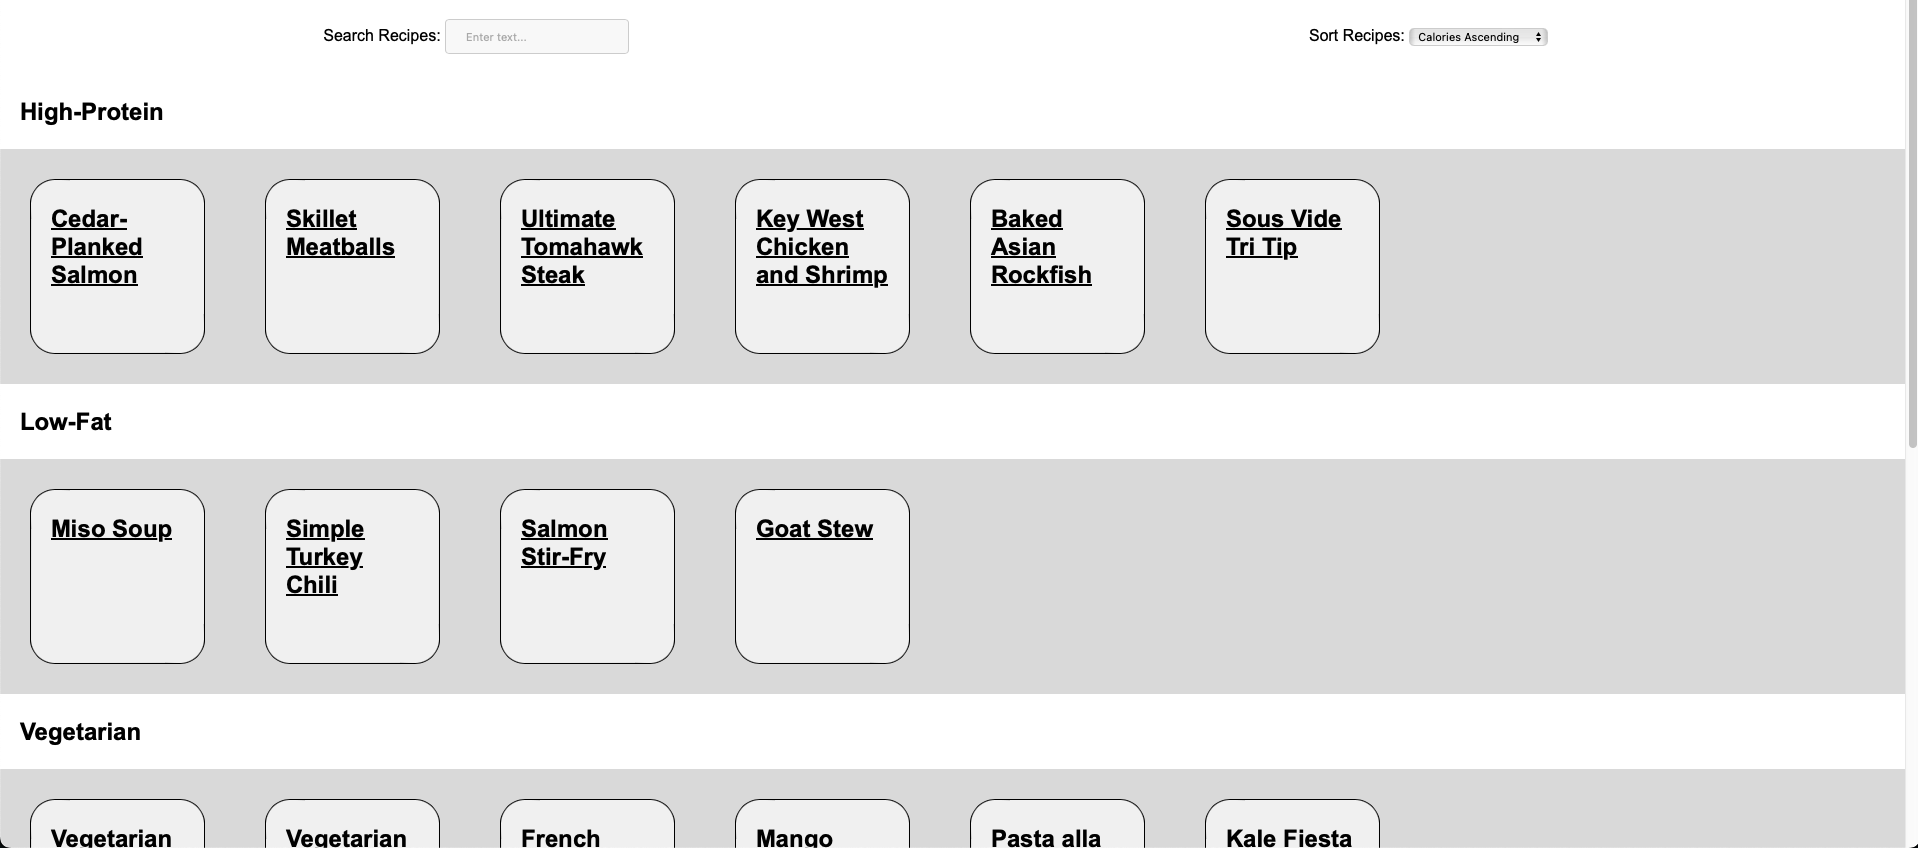 Search Recipes: Enter text... Sort Recipes: Calories Ascending
High-Protein
Cedar-
Planked
Salmon
Skillet
Meatballs
Ultimate
Tomahawk
Steak
Key West
Chicken
and Shrimp
Baked
Asian
Rockfish
Sous Vide
Tri Tip
Low-Fat
Miso Soup
Simple
Turkey
Chili
Salmon
Stir-Fry
Goat Stew
Vegetarian
Vegetarian
Vegetarian
French
Mango
Pasta alla
Kale Fiesta